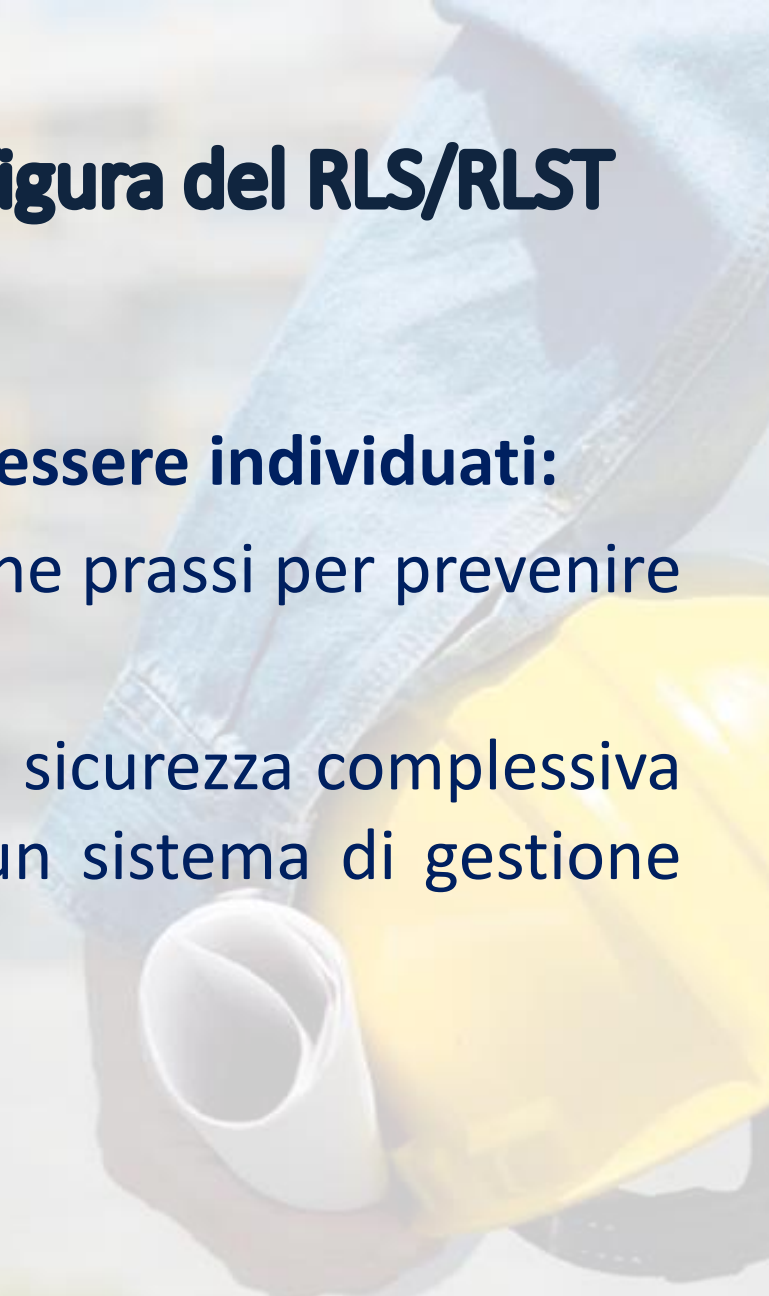 igura del RLS/RLST
essere individuati:
ne prassi per prevenire
sicurezza complessiva
un sistema di gestione